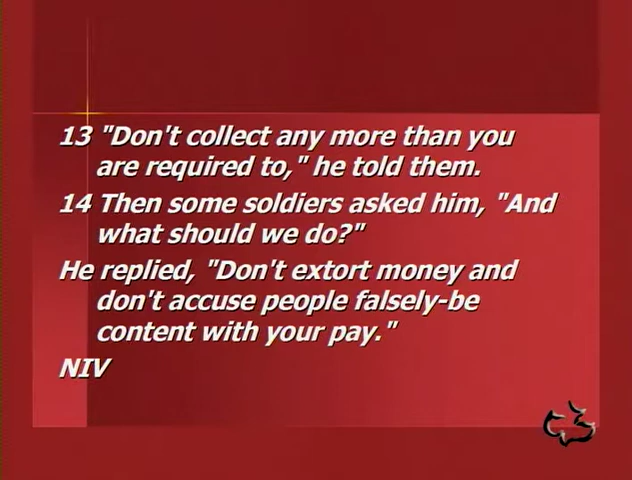 13 "Don't collect any more than you
are required to," he told them.
14 Then some soldiers asked him, "And
what should we do?"
He replied, "Don't extort money and
don't accuse people falsely-be
content with your pay."
NIV